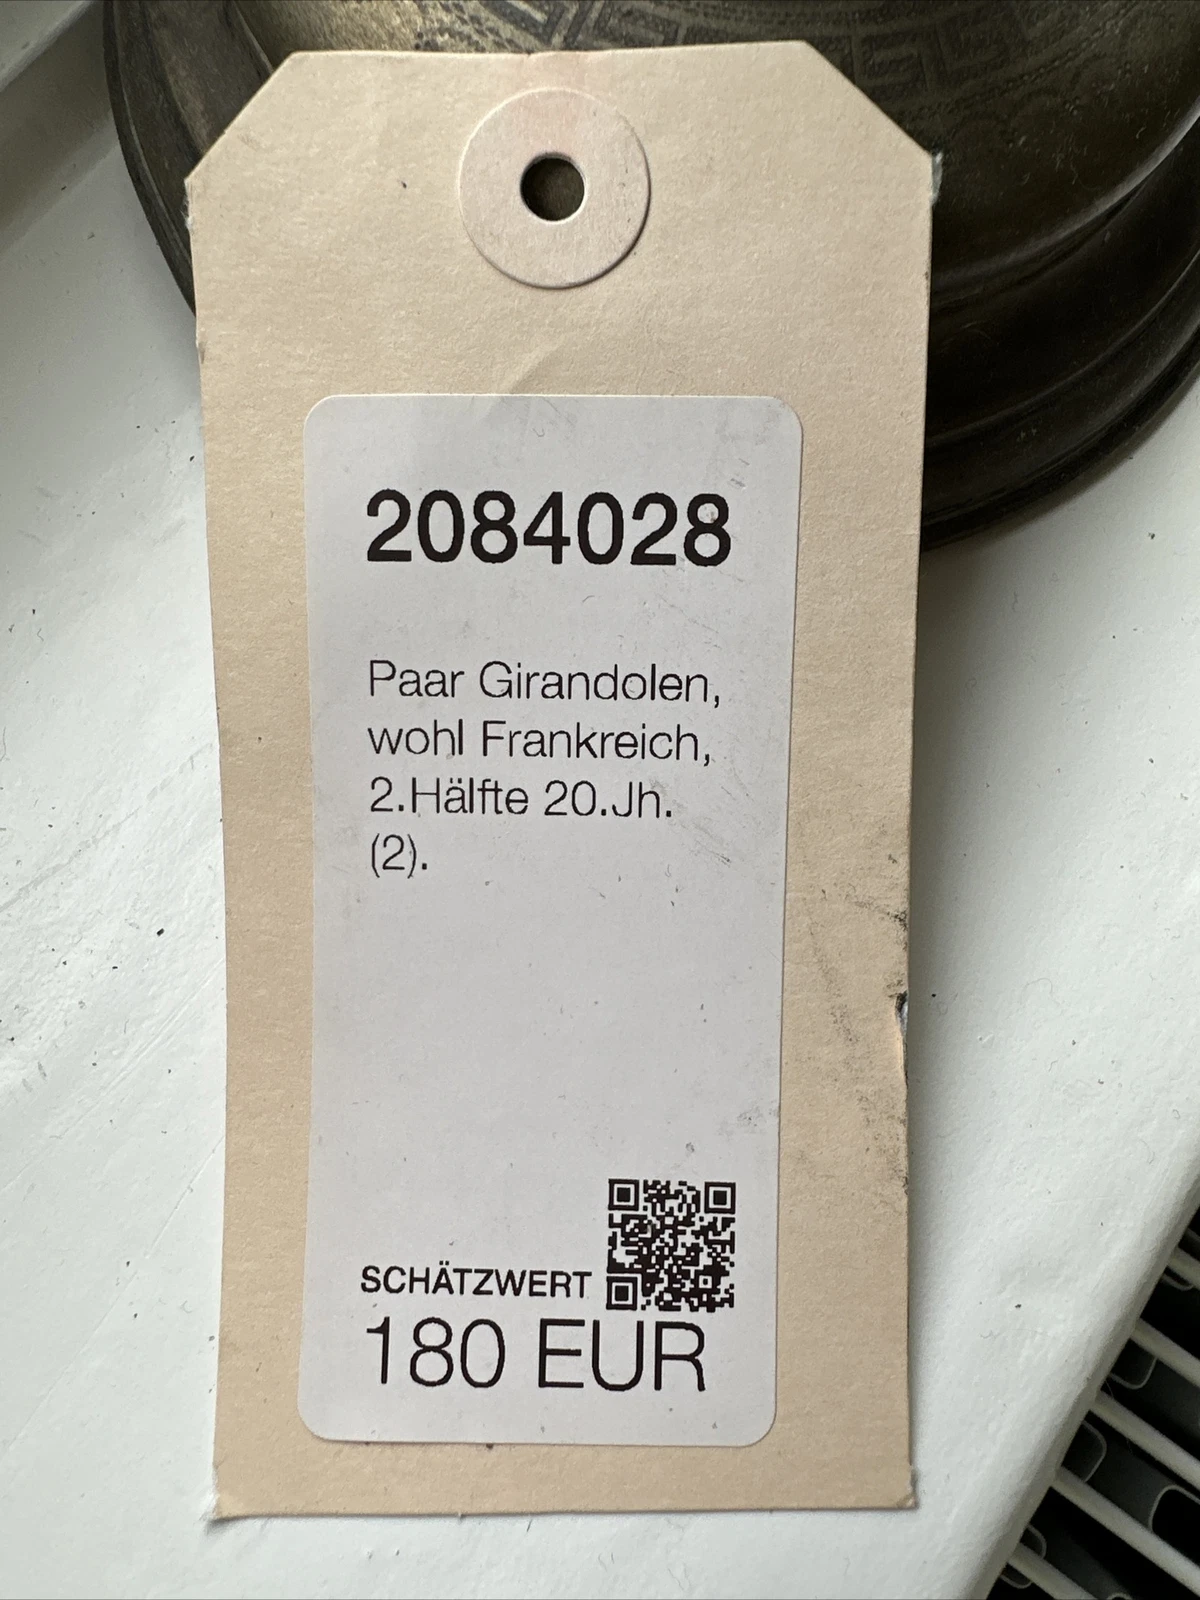 2084028
Paar Girandolen,
wohl Frankreich,
2.Hälfte 20.Jh.
(2).
SCHÄTZWERT
180 EUR